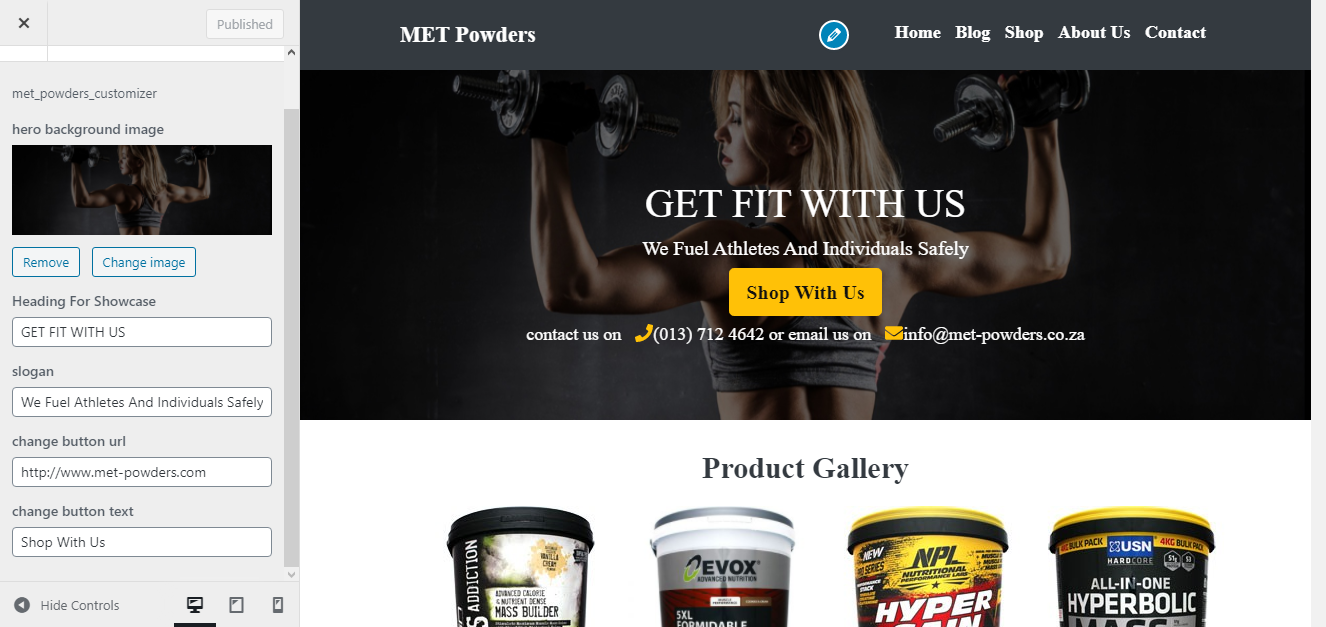 Published
met_powders_customizer
hero background image
Remove
Change image
Heading For Showcase
GET FIT WITH US
slogan
We Fuel Athletes And Individuals Safely
change button url
http://www.met-powders.com
change button text
Shop With Us
Hide Controls
MET Powders
Home Blog Shop About Us Contact
GET FIT WITH US
We Fuel Athletes And Individuals Safely
Shop With Us
contact us on (013) 712 4642 or email us on info@met-powders.co.za
Product Gallery
ADDICTION
VANILLA
ADVANCED CALORIE
& NUTRIENT DENSE
MASS BUILDER
EVOX
ADVANCED NUTRITION
5XL
FORMIDABLE
NEW
PRO SERIES
NPL
NUTRITIONAL
PERFORMANCE LABS
HYPER
GAIN
4KG BULK PACK
USN
HARDCORE
4KG BULK PACK
ALL-IN-ONE
HYPERBOLIC
MASS